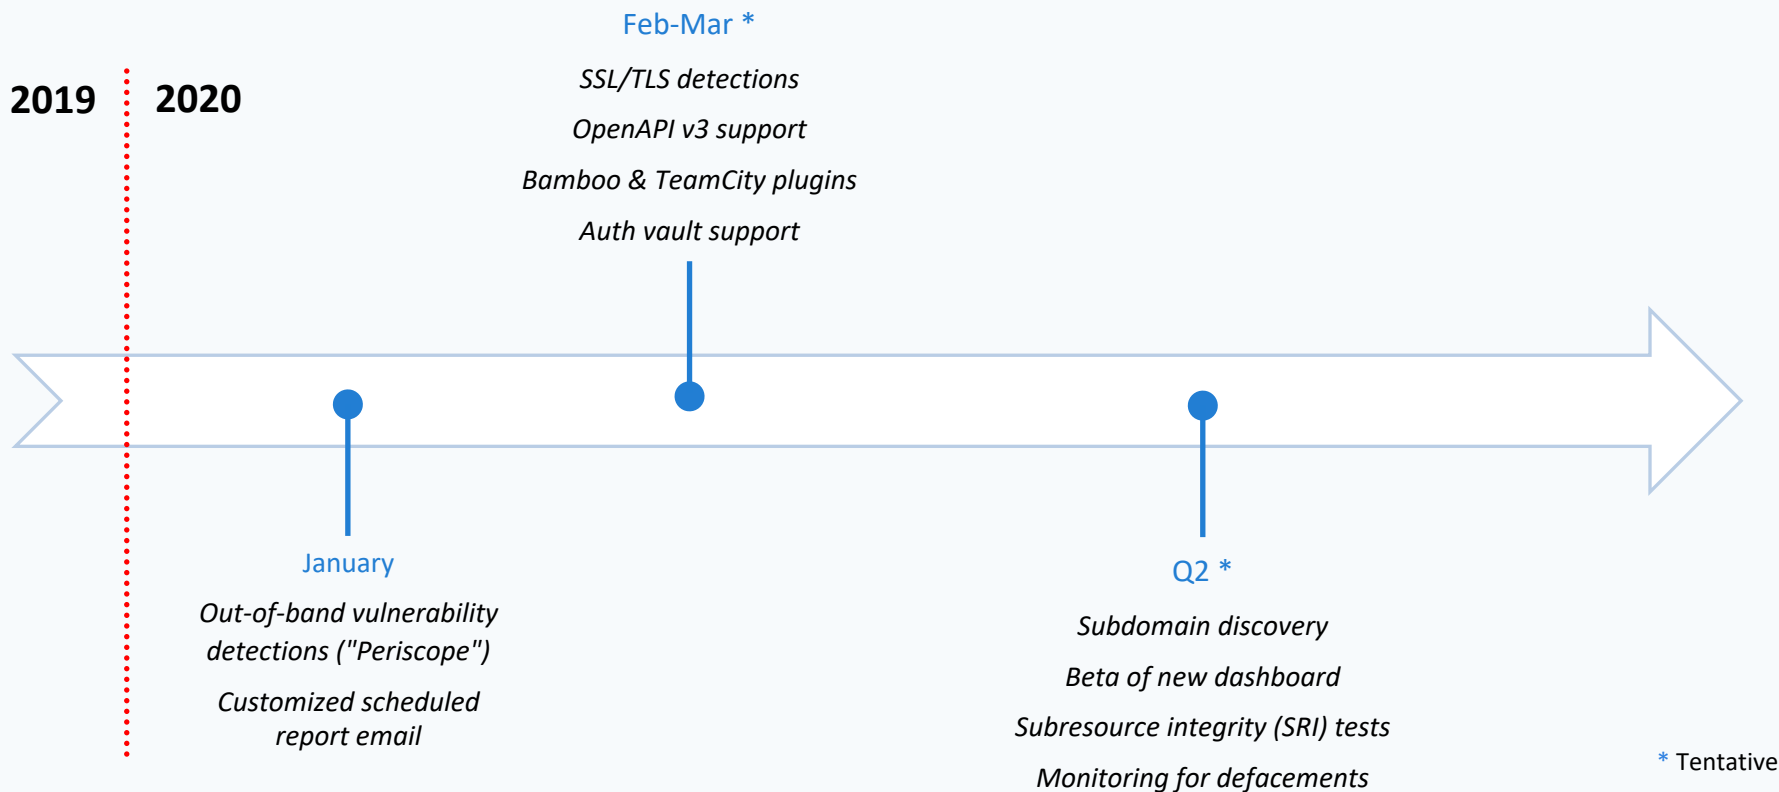 2019
2020
Feb-Mar *
SSL/TLS detections
OpenAPI v3 support
Bamboo & TeamCity plugins
Auth vault support
January
Out-of-band vulnerability
detections ("Periscope")
Customized scheduled
report email
Q2 *
Subdomain discovery
Beta of new dashboard
Subresource integrity (SRI) tests
Monitoring for defacements
* Tentative